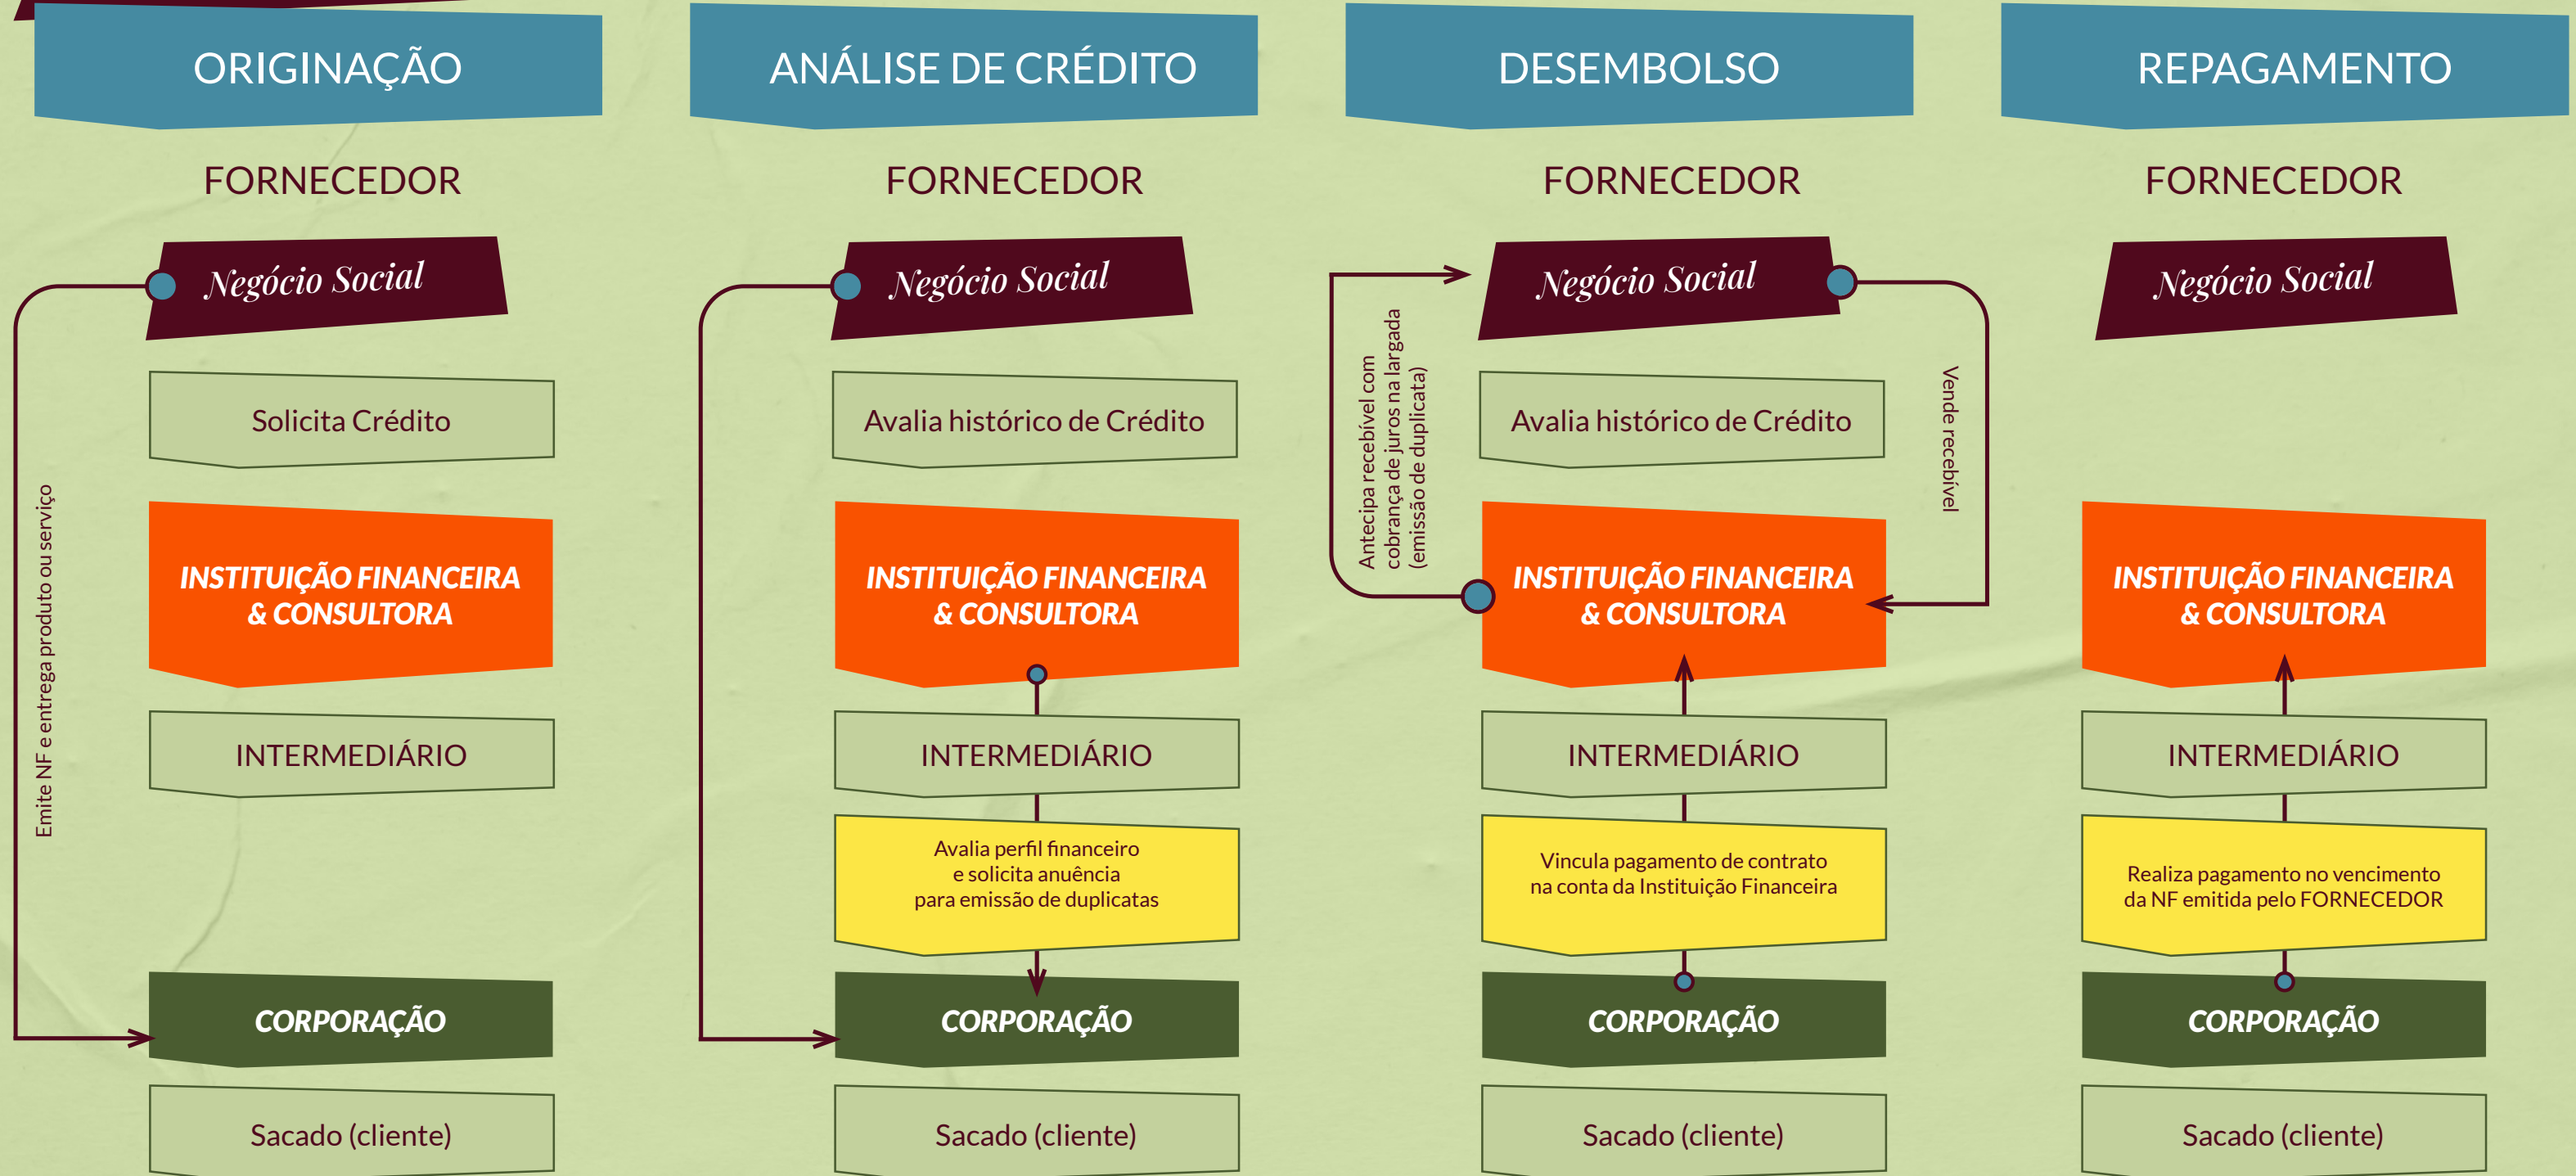 ORIGINAÇÃO
FORNECEDOR
Negócio Social
Solicita Crédito
INSTITUIÇÃO FINANCEIRA
& CONSULTORA
INTERMEDIÁRIO
Emite NF e entrega produto ou serviço
CORPORAÇÃO
Sacado (cliente)
ANÁLISE DE CRÉDITO
FORNECEDOR
Negócio Social
Avalia histórico de Crédito
INSTITUIÇÃO FINANCEIRA
& CONSULTORA
INTERMEDIÁRIO
Avalia perfil financeiro
e solicita anuência
para emissão de duplicatas
CORPORAÇÃO
Sacado (cliente)
DESEMBOLSO
FORNECEDOR
Negócio Social
Antecipa recebível com
cobrança de juros na largada
(emissão de duplicata)
Vende recebível
Avalia histórico de Crédito
INSTITUIÇÃO FINANCEIRA
& CONSULTORA
INTERMEDIÁRIO
Vincula pagamento de contrato
na conta da Instituição Financeira
CORPORAÇÃO
Sacado (cliente)
REPAGAMENTO
FORNECEDOR
Negócio Social
INSTITUIÇÃO FINANCEIRA
& CONSULTORA
INTERMEDIÁRIO
Realiza pagamento no vencimento
da NF emitida pelo FORNECEDOR
CORPORAÇÃO
Sacado (cliente)